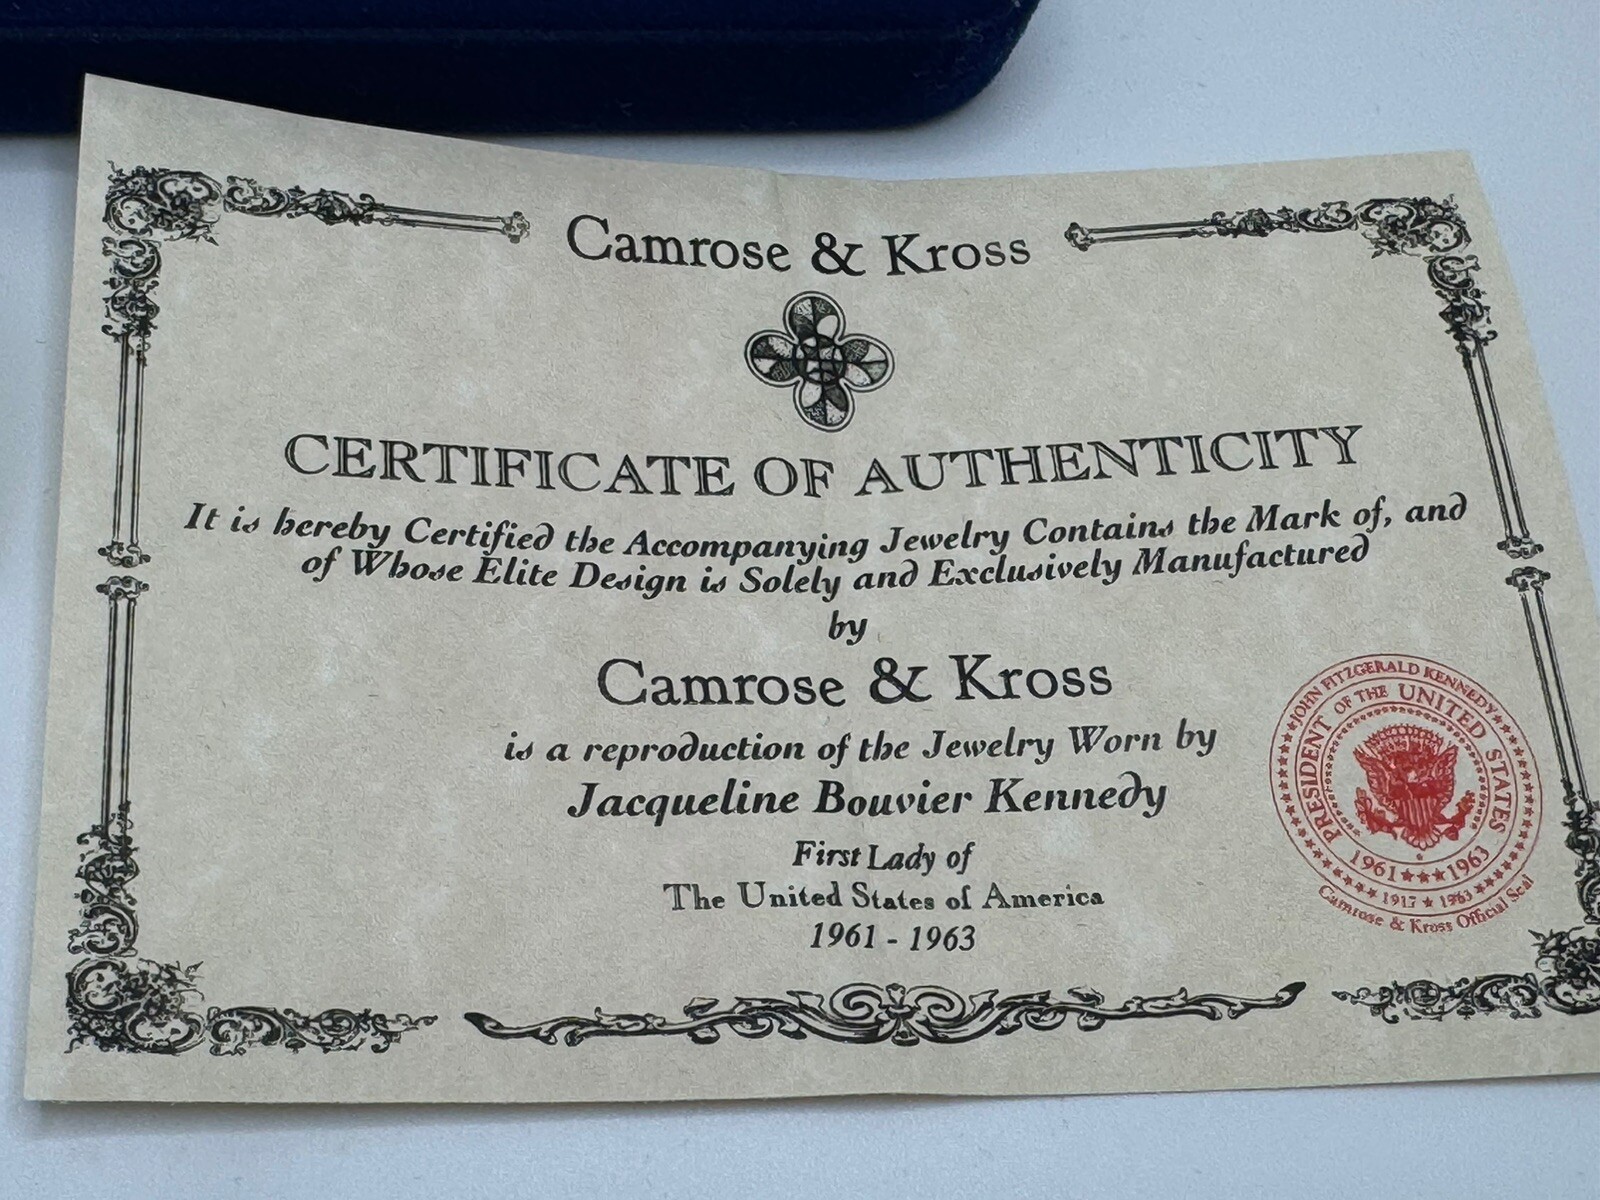 Camrose & Kross
CERTIFICATE OF AUTHENTICITY
It is hereby Certified the Accompanying Jewelry Contains the Mark of, and
of Whose Elite Design is Solely and Exclusively Manufactured
by
Camrose & Kross
is a reproduction of the Jewelry Worn by
Jacqueline Bouvier Kennedy
First Lady of
The United States of America
1961 - 1963
JOHN FITZGERALD KENNEDY
PRESIDENT OF THE UNITED STATES
1961★★★1963
1917 ★ 1963
Camrose & Kross Official Seal